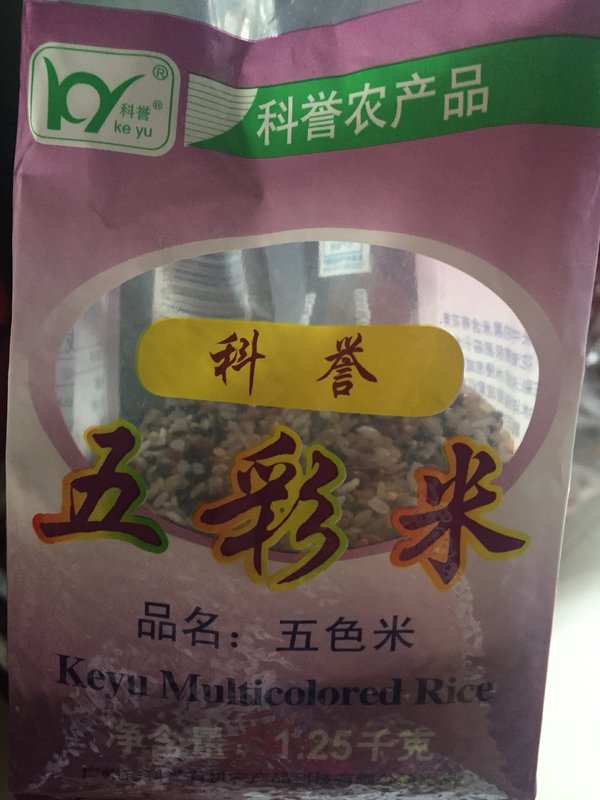 科誉®
ke yu
®
科誉农产品
科誉
五彩米
品名：五色米
Keyu Multicolored Rice
净含量：1.25千克